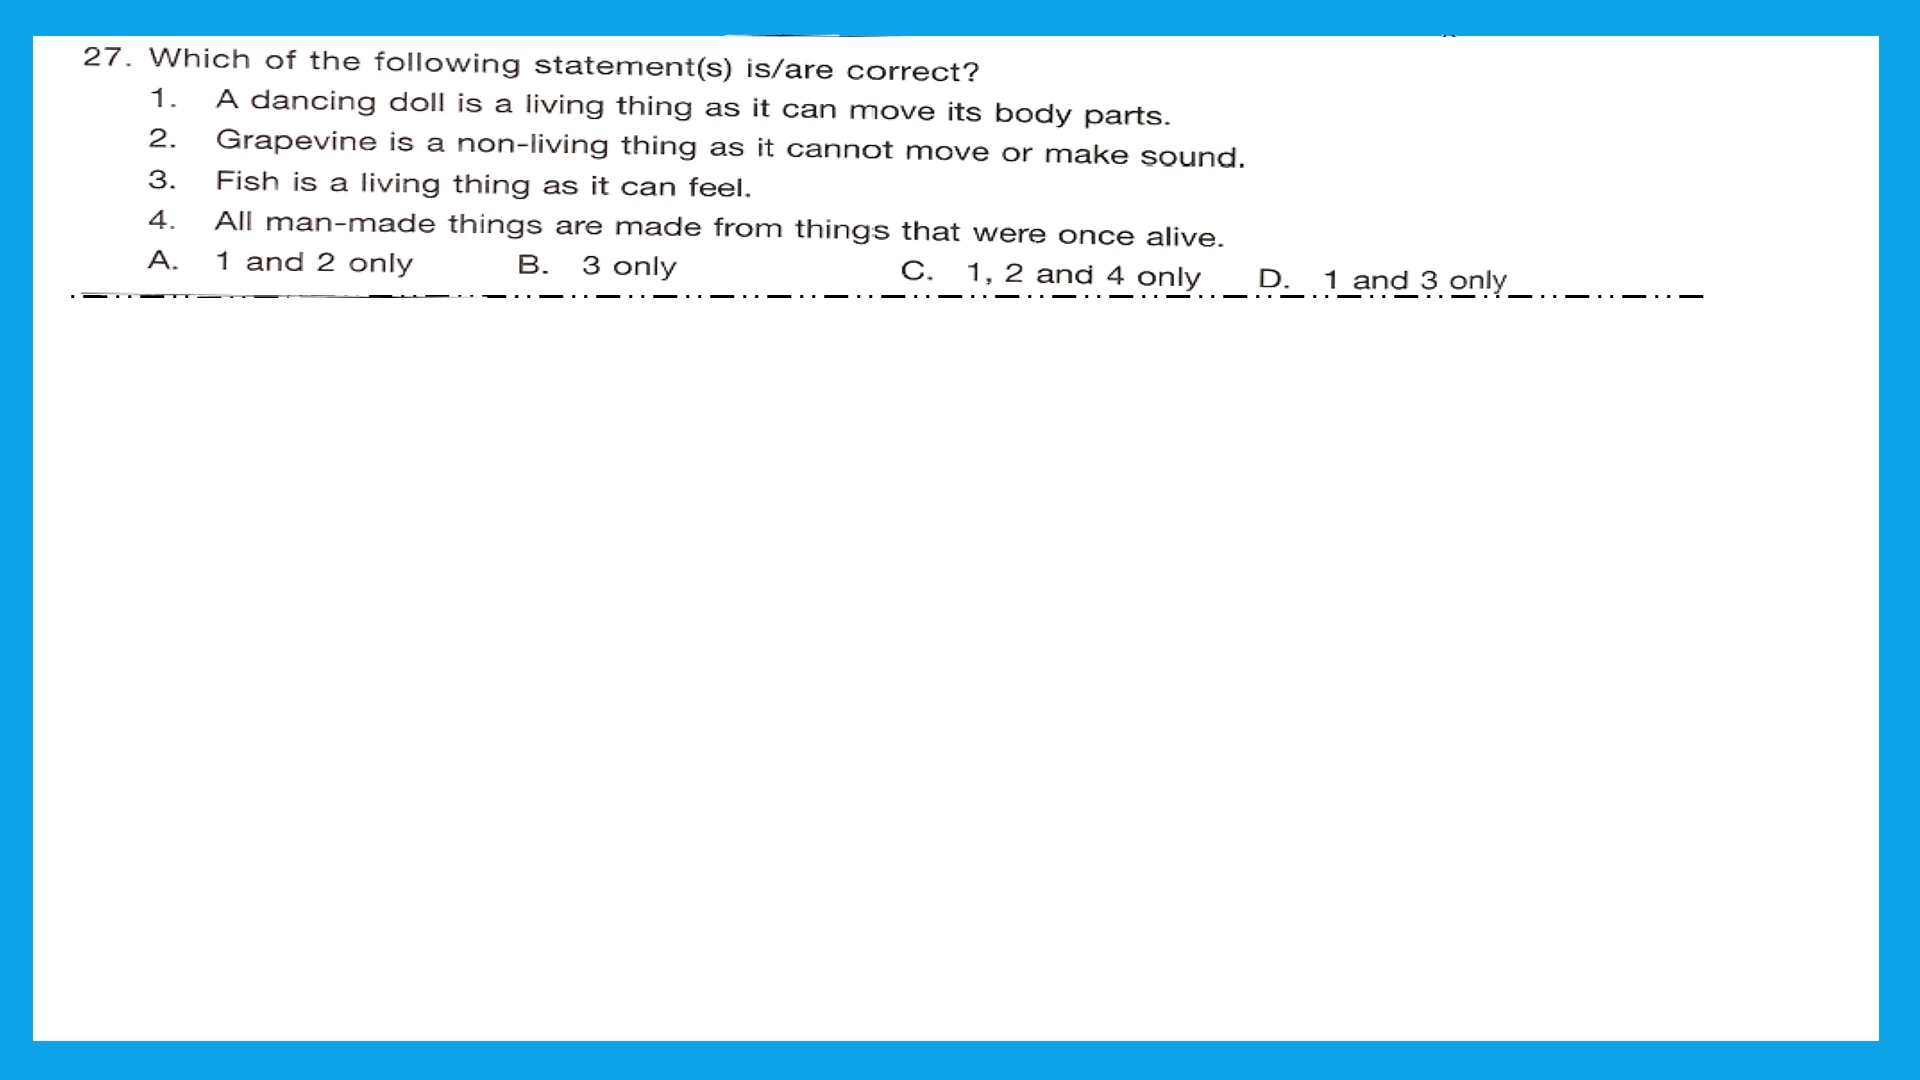 27. Which of the following statement(s) is/are correct?
1. A dancing doll is a living thing as it can move its body parts.
2. Grapevine is a non-living thing as it cannot move or make sound.
3. Fish is a living thing as it can feel.
4. All man-made things are made from things that were once alive.
A. 1 and 2 only B. 3 only C. 1, 2 and 4 only D. 1 and 3 only